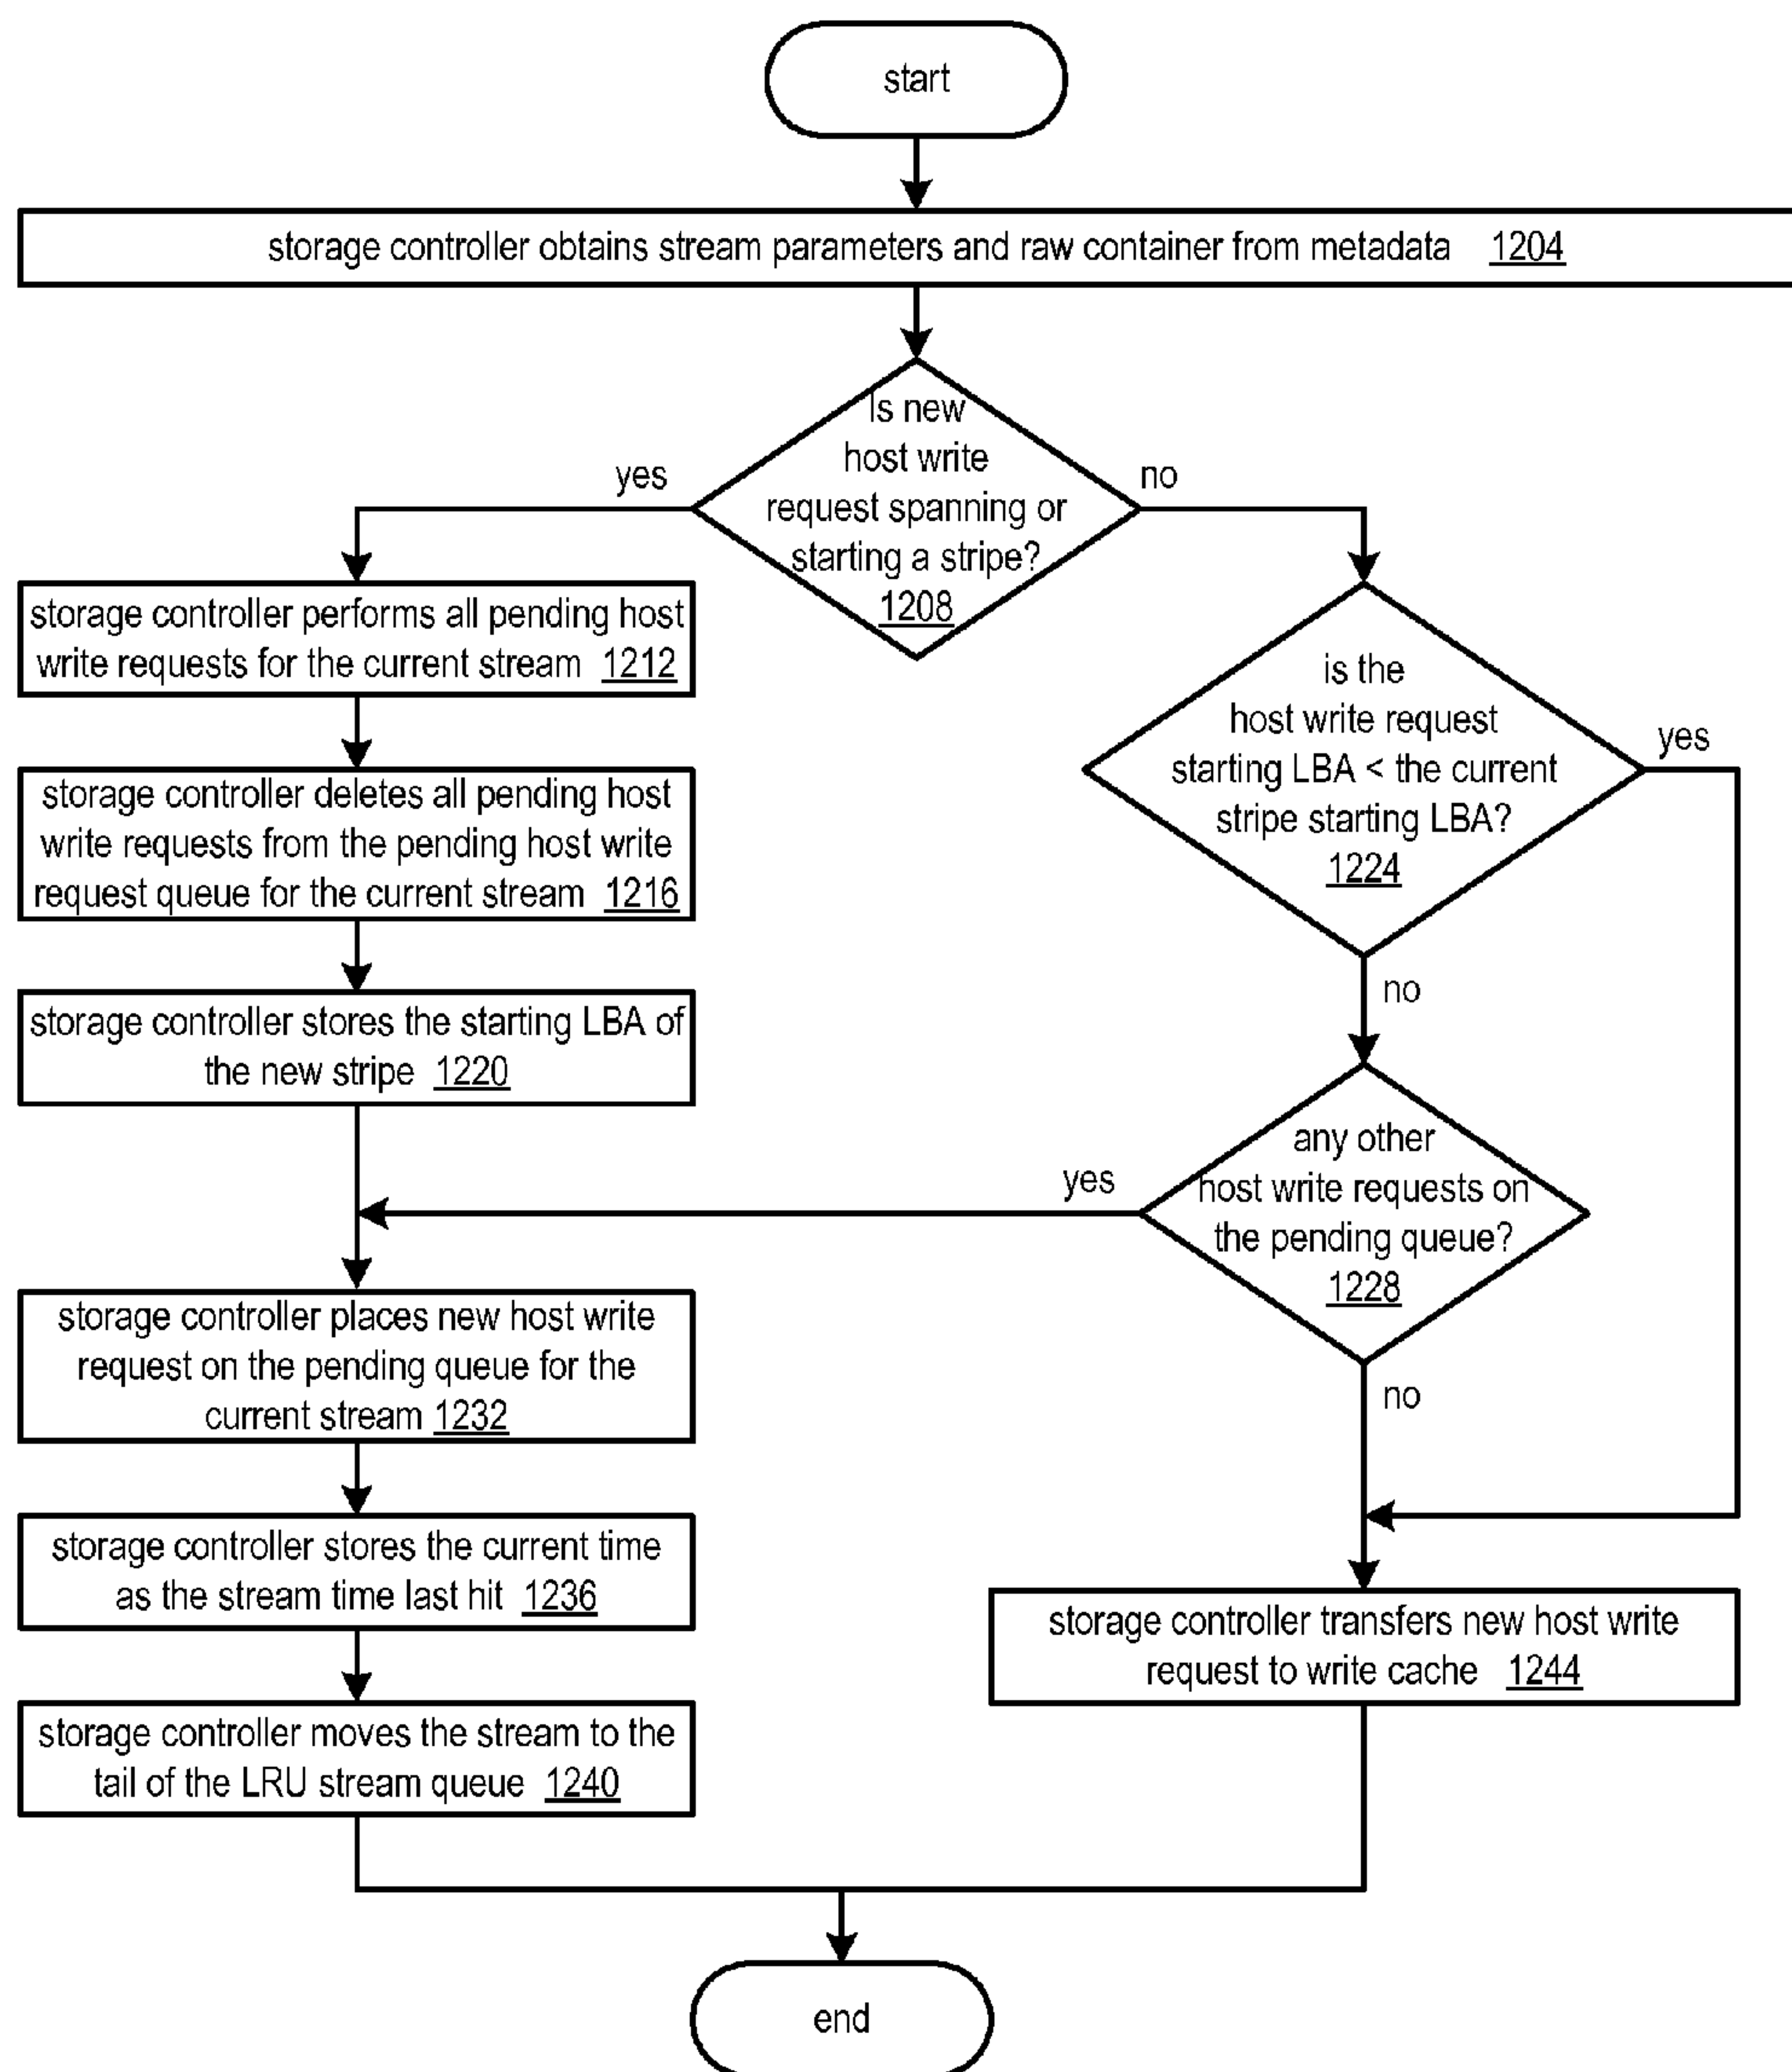 start
storage controller obtains stream parameters and raw container from metadata 1204
Is new
host write
request spanning or
starting a stripe?
1208
yes
no
storage controller performs all pending host
write requests for the current stream 1212
storage controller deletes all pending host
write requests from the pending host write
request queue for the current stream 1216
storage controller stores the starting LBA of
the new stripe 1220
is the
host write request
starting LBA < the current
stripe starting LBA?
1224
yes
no
any other
host write requests on
the pending queue?
1228
yes
no
storage controller places new host write
request on the pending queue for the
current stream 1232
storage controller stores the current time
as the stream time last hit 1236
storage controller moves the stream to the
tail of the LRU stream queue 1240
storage controller transfers new host write
request to write cache 1244
end